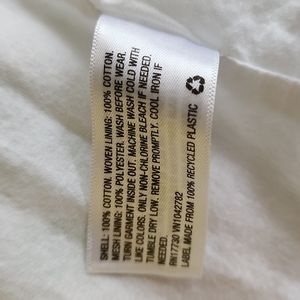 SHELL: 100% COTTON. WOVEN LINING: 100% COTTON.
MESH LINING: 100% POLYESTER. WASH BEFORE WEAR.
TURN GARMENT INSIDE OUT. MACHINE WASH COLD WITH
LIKE COLORS. ONLY NON-CHLORINE BLEACH IF NEEDED.
TUMBLE DRY LOW. REMOVE PROMPTLY. COOL IRON IF
NEEDED.
RN17730 VN1042782
LABEL MADE FROM 100% RECYCLED PLASTIC